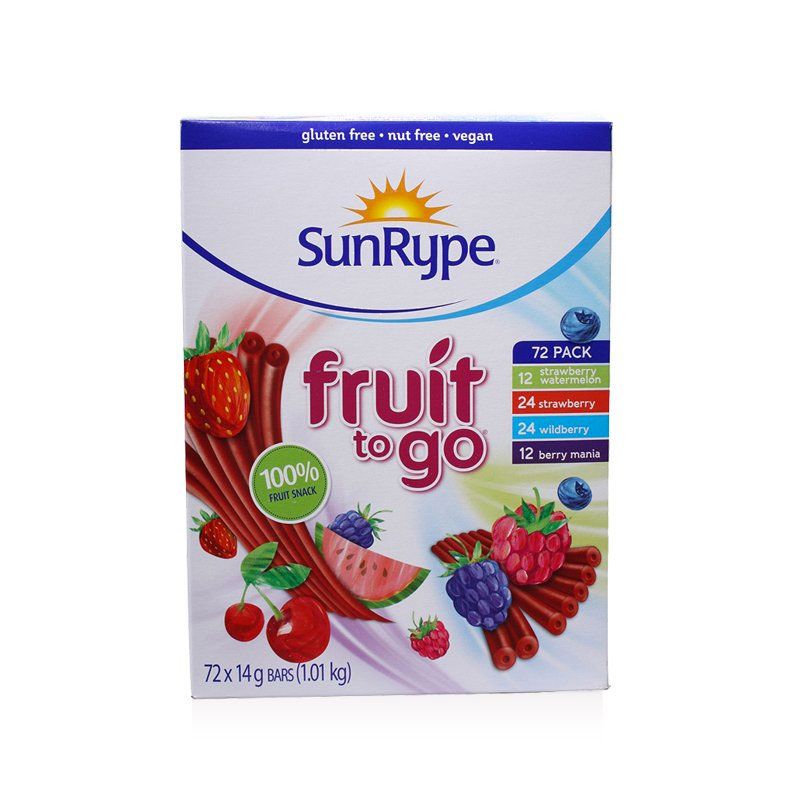 gluten free • nut free • vegan
SunRype®
fruit
to go®
72 PACK
12 strawberry
watermelon
24 strawberry
24 wildberry
12 berry mania
100%
FRUIT SNACK
72 x 14 g BARS (1.01 kg)